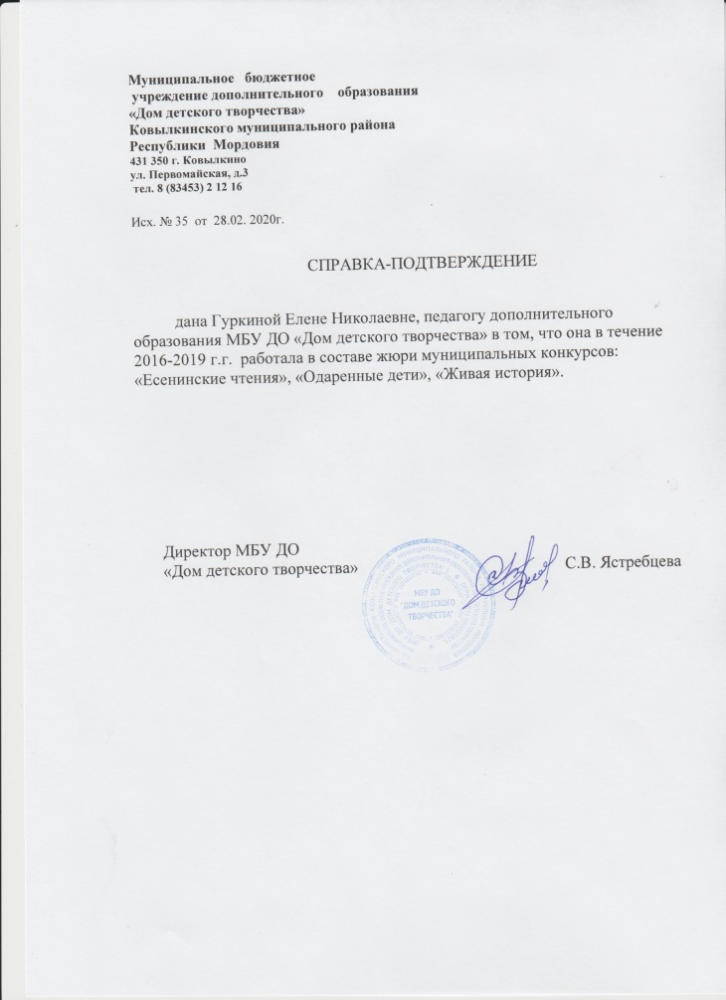 Муниципальное бюджетное
учреждение дополнительного образования
«Дом детского творчества»
Ковылкинского муниципального района
Республики Мордовия
431 350 г. Ковылкино
ул. Первомайская, д.3
тел. 8 (83453) 2 12 16
Исх. № 35 от 28.02. 2020г.
СПРАВКА-ПОДТВЕРЖДЕНИЕ
дана Гуркиной Елене Николаевне, педагогу дополнительного
образования МБУ ДО «Дом детского творчества» в том, что она в течение
2016-2019 г.г. работала в составе жюри муниципальных конкурсов:
«Есенинские чтения», «Одаренные дети», «Живая история».
Директор МБУ ДО
«Дом детского творчества»
С.В. Ястребцева
МБУ ДО
"ДОМ ДЕТСКОГО
ТВОРЧЕСТВА"